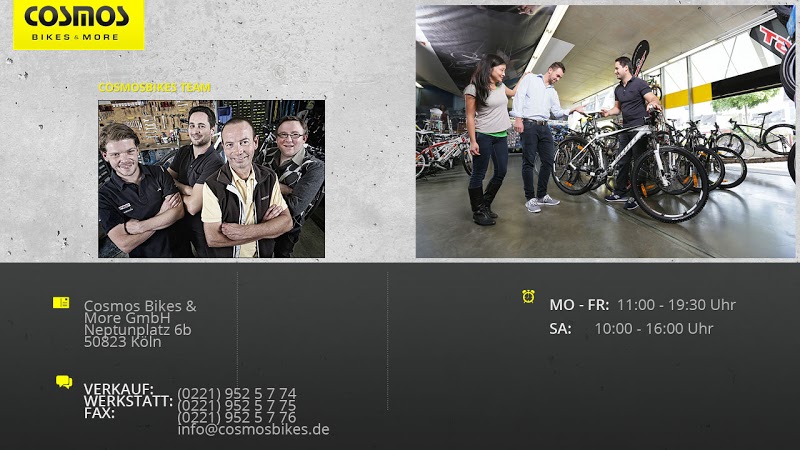 COSMOS
BIKES & MORE
COSMOSBIKES TEAM
Cosmos Bikes &
More GmbH
Neptunplatz 6b
50823 Köln
MO - FR: 11:00 - 19:30 Uhr
SA: 10:00 - 16:00 Uhr
VERKAUF: (0221) 952 5 7 74
WERKSTATT: (0221) 952 5 7 75
FAX: (0221) 952 5 7 76
info@cosmosbikes.de